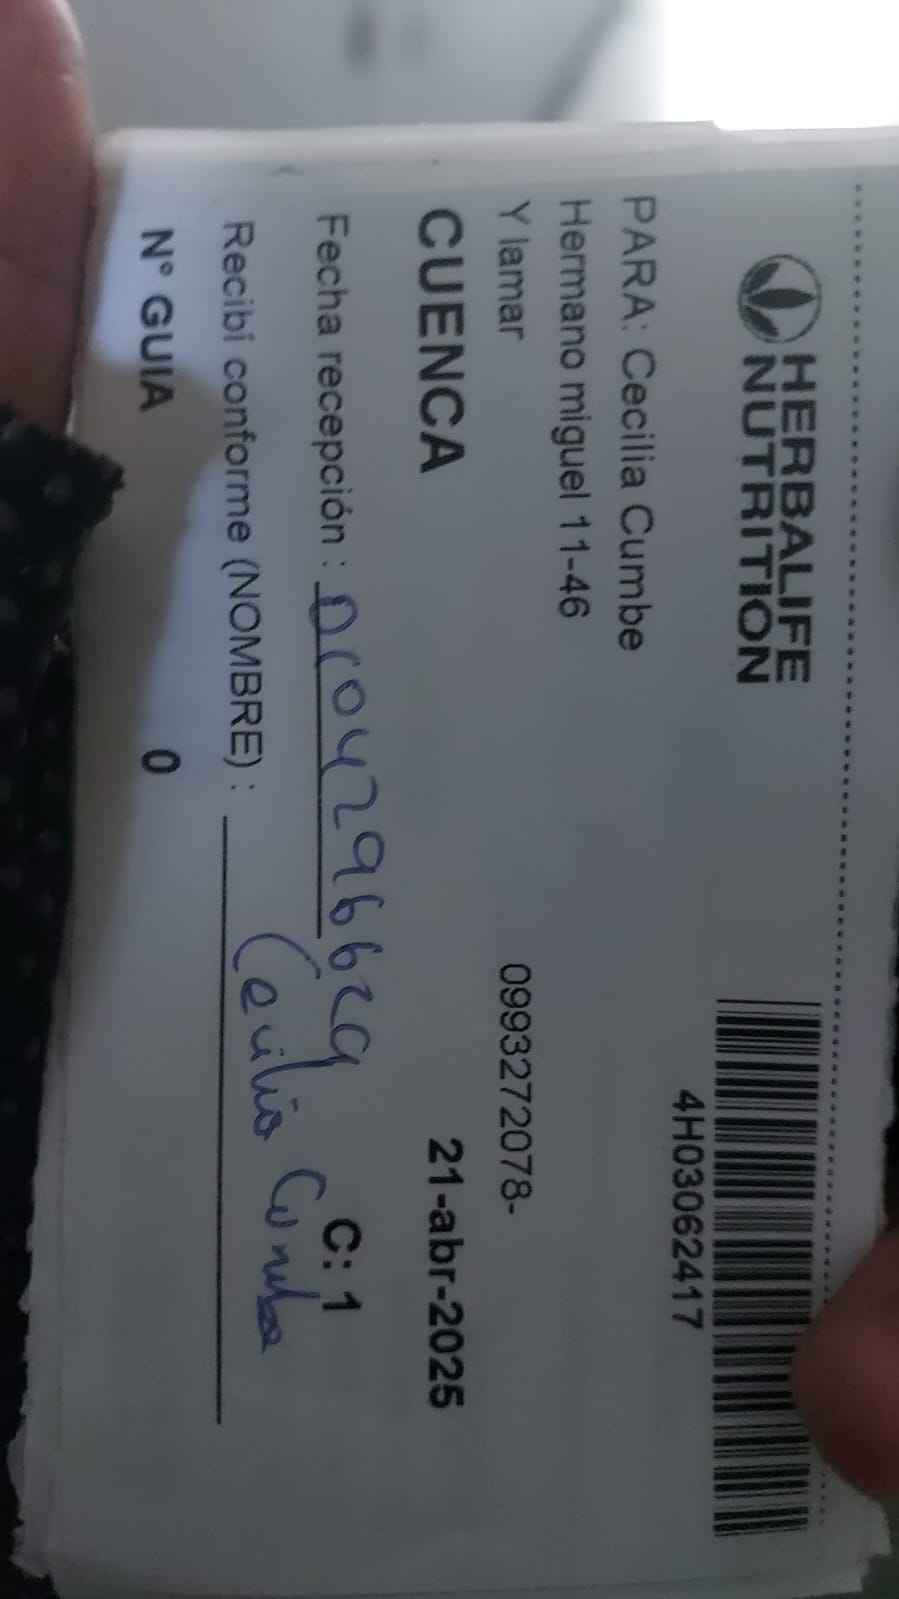 HERBALIFE
NUTRITION
4H03062417
PARA: Cecilia Cumbe
Hermano miguel 11-46
Y lamar
0993272078-
CUENCA 21-abr-2025
Fecha recepción : 0104296629 C: 1
Recibí conforme (NOMBRE) : Cecilia Cumbe
N° GUIA 0